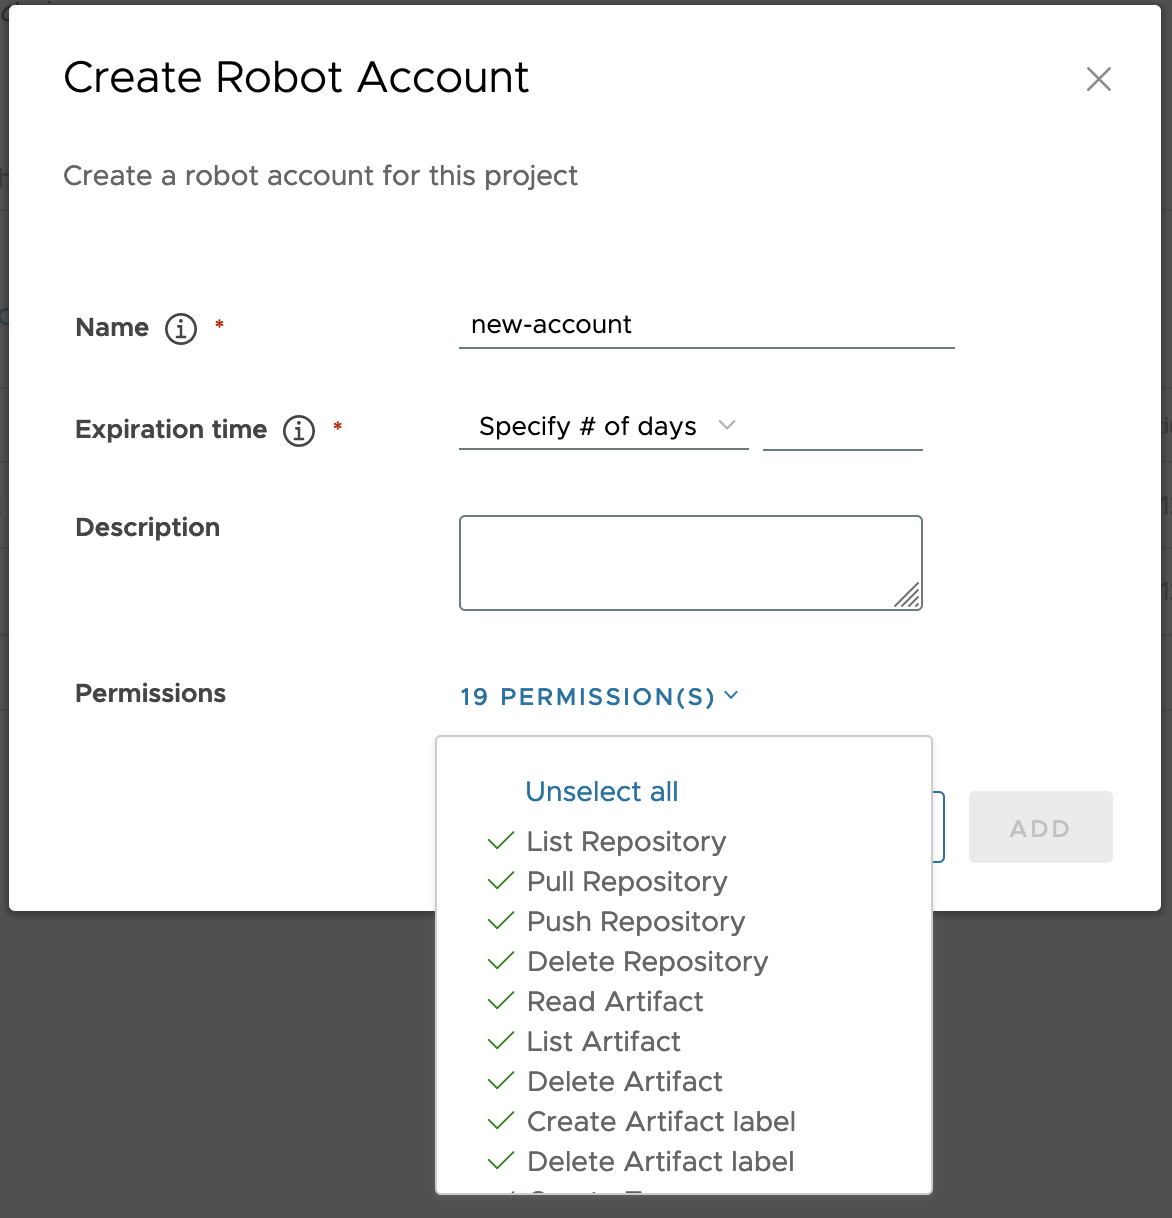 Create Robot Account
Create a robot account for this project
Name *
new-account
Expiration time *
Specify # of days
Description
Permissions
19 PERMISSION(S)
Unselect all
List Repository
Pull Repository
Push Repository
Delete Repository
Read Artifact
List Artifact
Delete Artifact
Create Artifact label
Delete Artifact label
ADD